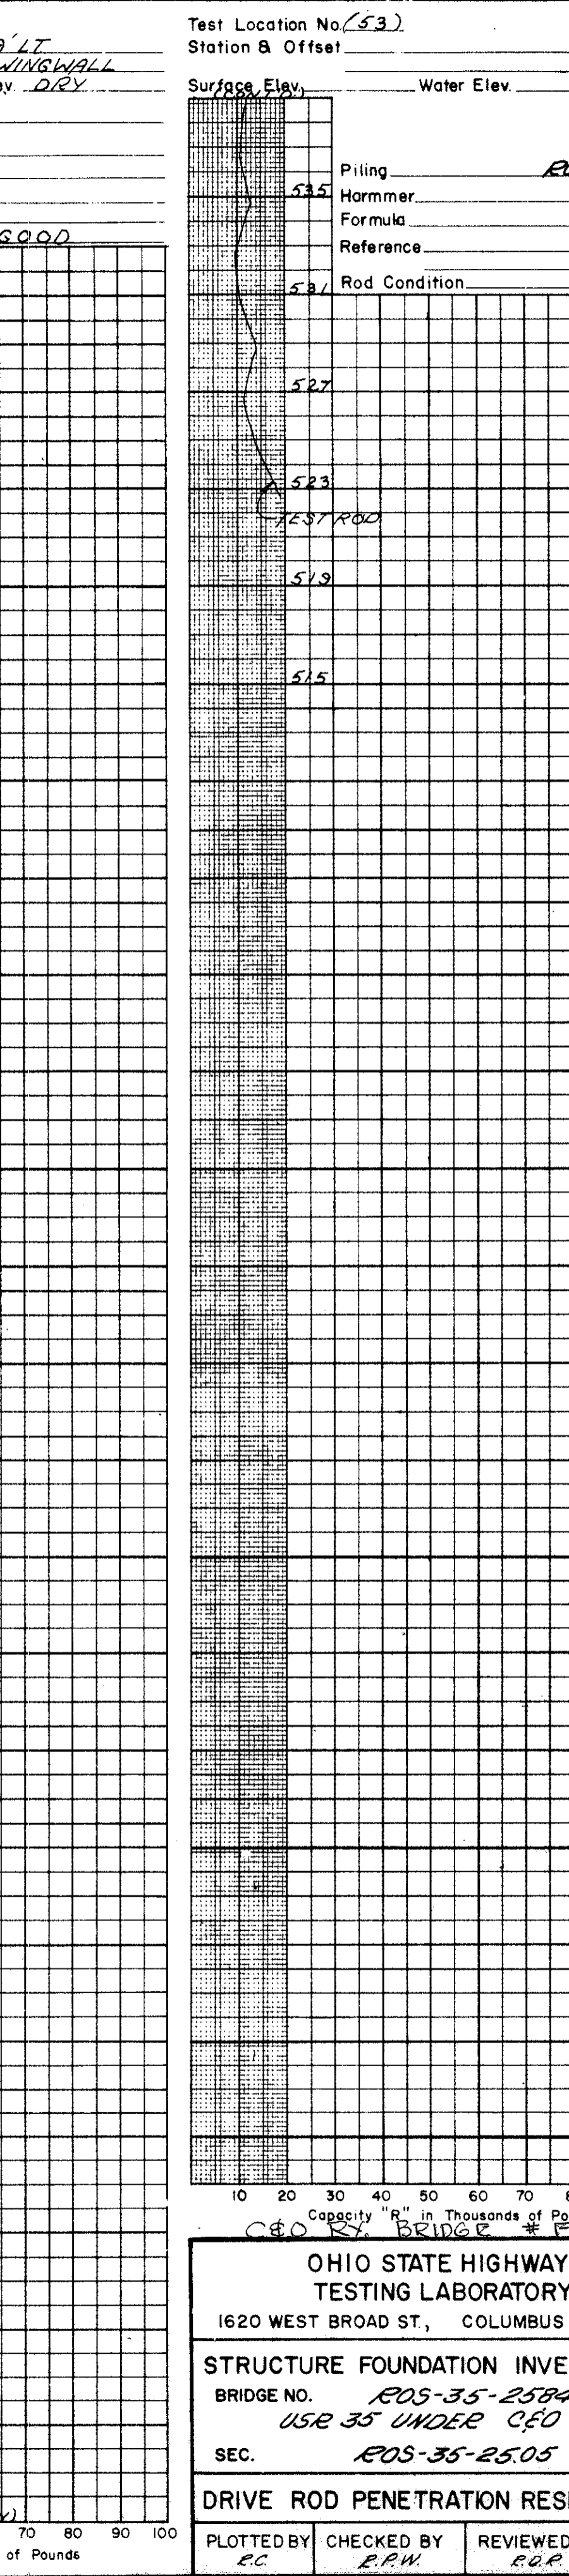 LT
WINGWALL
DRY
GOOD
70 80 90 100
of Pounds
Test Location No. (53)
Station & Offset
Surface Elev. Water Elev.
(CONT'D.)
Piling
535 Harmmer
Formula
Reference
531 Rod Condition
527
523
TEST ROD
519
515
10 20 30 40 50 60 70
Capacity "R" in Thousands of Po
C&O RY. BRIDGE #
OHIO STATE HIGHWAY
TESTING LABORATORY
1620 WEST BROAD ST., COLUMBUS
STRUCTURE FOUNDATION INVE
BRIDGE NO. ROS-35-2584
USR 35 UNDER C&O
SEC. ROS-35-25.05
DRIVE ROD PENETRATION RES
PLOTTED BY CHECKED BY REVIEWED
R.C. R.P.W. R.D.R.